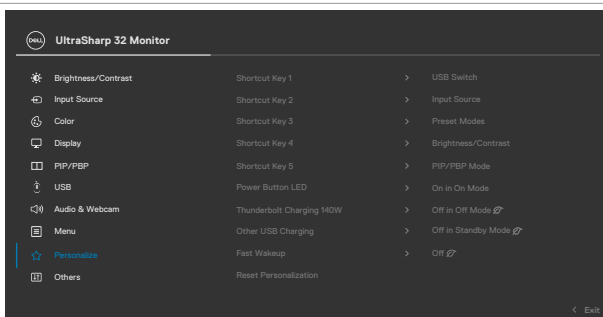 DELL UltraSharp 32 Monitor
Brightness/Contrast Shortcut Key 1 > USB Switch
Input Source Shortcut Key 2 > Input Source
Color Shortcut Key 3 > Preset Modes
Display Shortcut Key 4 > Brightness/Contrast
PIP/PBP Shortcut Key 5 > PIP/PBP Mode
USB Power Button LED > On in On Mode
Audio & Webcam Thunderbolt Charging 140W > Off in Off Mode
Menu Other USB Charging > Off in Standby Mode
Personalize Fast Wakeup > Off
Others Reset Personalization
< Exit